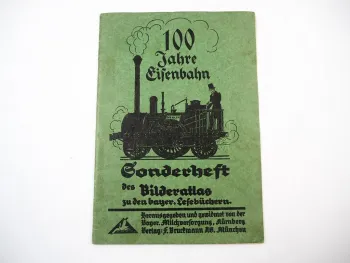 100
Jahre
Eisenbahn
Sonderheft
des Bilderatlas
zu den bayer. Lesebüchern.
Herausgegeben und gewidmet von der
Bayer. Milchversorgung, Nürnberg
Verlag: F. Bruckmann AG. München